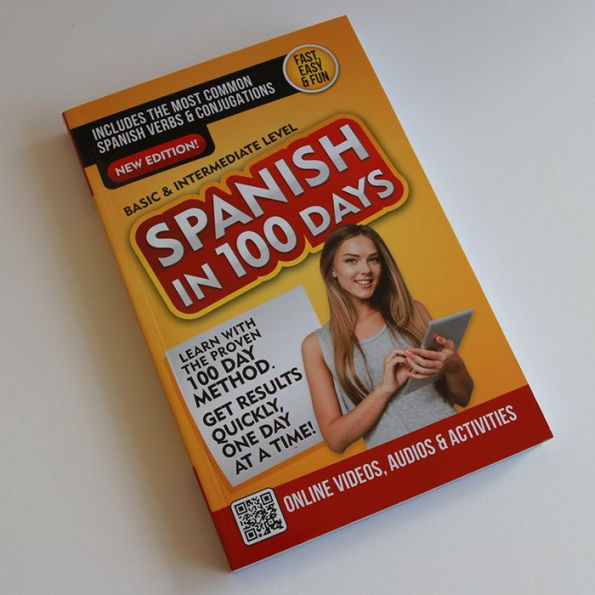 INCLUDES THE MOST COMMON
SPANISH VERBS & CONJUGATIONS
FAST,
EASY
& FUN
NEW EDITION!
BASIC & INTERMEDIATE LEVEL
SPANISH
IN 100 DAYS
LEARN WITH
THE PROVEN
100 DAY
METHOD.
GET RESULTS
QUICKLY,
ONE DAY
AT A TIME!
ONLINE VIDEOS, AUDIOS & ACTIVITIES